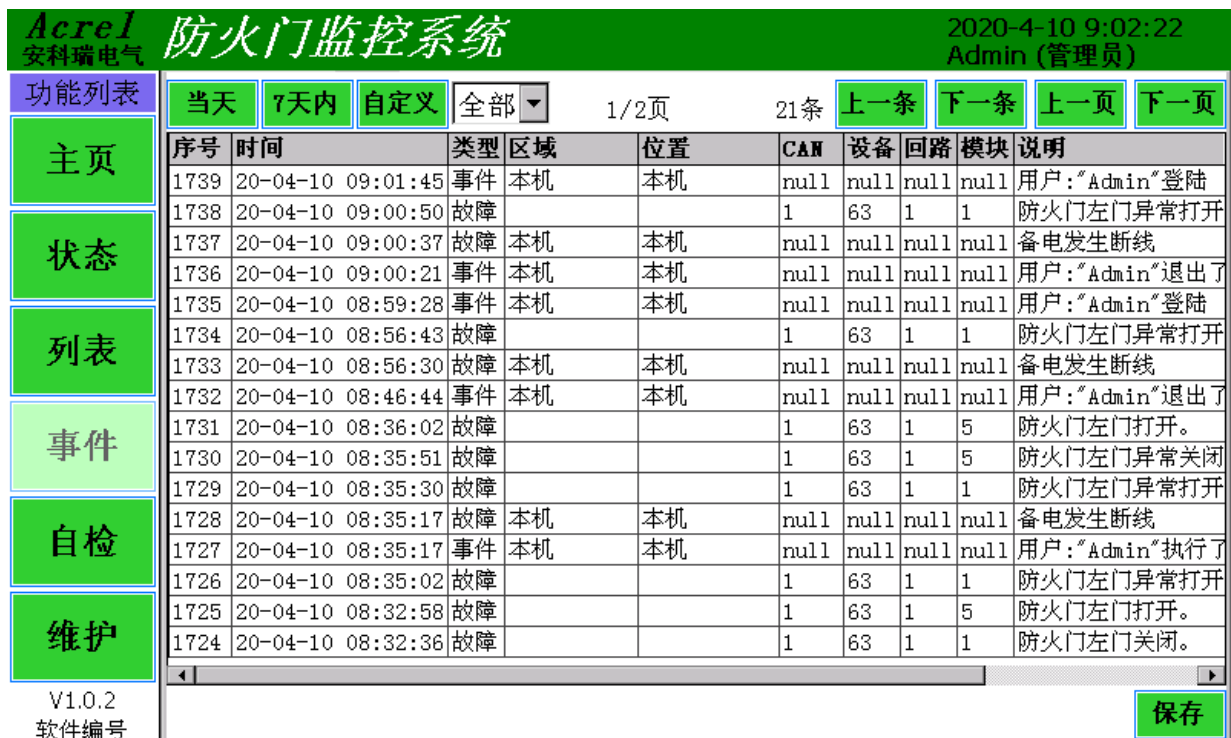 Acrel 防火门监控系统 2020-4-10 9:02:22
安科瑞电气 Admin (管理员)
功能列表
主页
状态
列表
事件
自检
维护
V1.0.2
软件编号
当天 7天内 自定义 全部 1/2页 21条 上一条 下一条 上一页 下一页
序号 时间 类型 区域 位置 CAN 设备 回路 模块 说明
1739 20-04-10 09:01:45 事件 本机 本机 null null null null 用户:"Admin"登陆
1738 20-04-10 09:00:50 故障 1 63 1 1 防火门左门异常打开
1737 20-04-10 09:00:37 故障 本机 本机 null null null null 备电发生断线
1736 20-04-10 09:00:21 事件 本机 本机 null null null null 用户:"Admin"退出了
1735 20-04-10 08:59:28 事件 本机 本机 null null null null 用户:"Admin"登陆
1734 20-04-10 08:56:43 故障 1 63 1 1 防火门左门异常打开
1733 20-04-10 08:56:30 故障 本机 本机 null null null null 备电发生断线
1732 20-04-10 08:46:44 事件 本机 本机 null null null null 用户:"Admin"退出了
1731 20-04-10 08:36:02 故障 1 63 1 5 防火门左门打开。
1730 20-04-10 08:35:51 故障 1 63 1 5 防火门左门异常关闭
1729 20-04-10 08:35:30 故障 1 63 1 1 防火门左门异常打开
1728 20-04-10 08:35:17 故障 本机 本机 null null null null 备电发生断线
1727 20-04-10 08:35:17 事件 本机 本机 null null null null 用户:"Admin"执行了
1726 20-04-10 08:35:02 故障 1 63 1 1 防火门左门异常打开
1725 20-04-10 08:32:58 故障 1 63 1 5 防火门左门打开。
1724 20-04-10 08:32:36 故障 1 63 1 1 防火门左门关闭。
保存